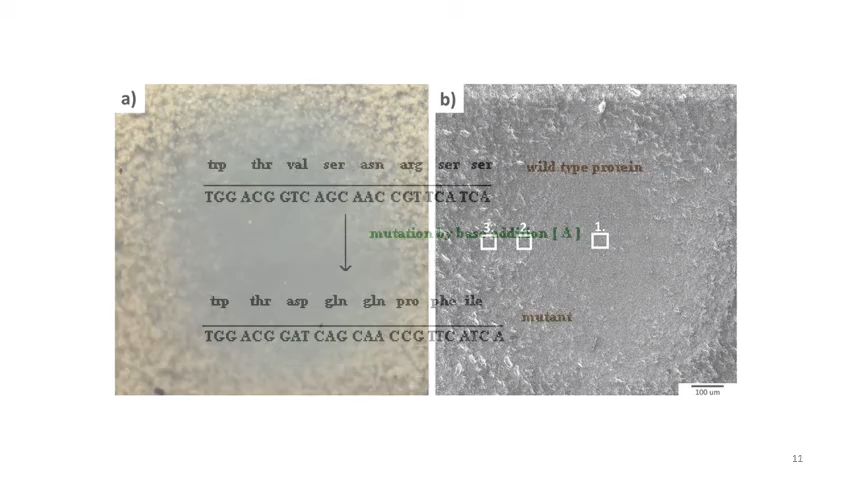 a)
b)
trp thr val ser asn arg ser ser
wild type protein
TGG ACG GTC AGC AAC CGT TCA TCA
mutation by base addition [ A ]
3. 2. 1.
trp thr asp gln gln pro phe ile
mutant
TGG ACG GAT CAG CAA CCG TTC ATC A
100 um
11